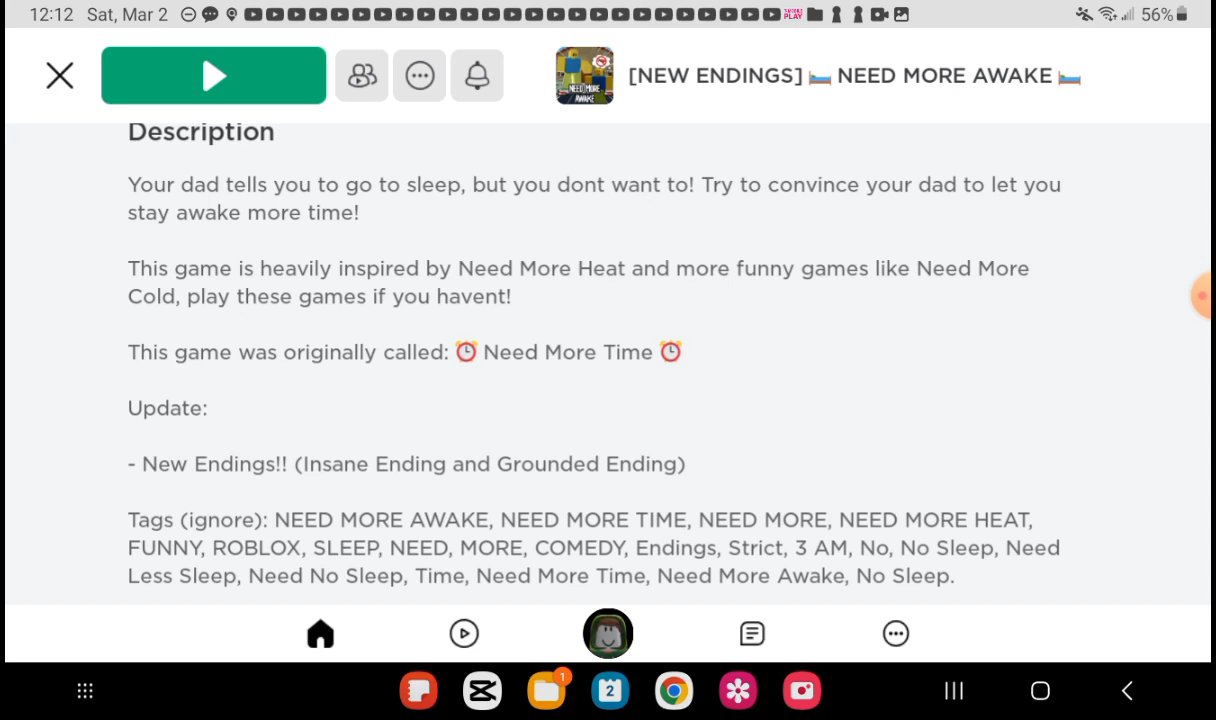 12:12 Sat, Mar 2
56%
[NEW ENDINGS] 🛏️ NEED MORE AWAKE 🛏️
NEED MORE
AWAKE
Description
Your dad tells you to go to sleep, but you dont want to! Try to convince your dad to let you
stay awake more time!
This game is heavily inspired by Need More Heat and more funny games like Need More
Cold, play these games if you havent!
This game was originally called: ⏰ Need More Time ⏰
Update:
- New Endings!! (Insane Ending and Grounded Ending)
Tags (ignore): NEED MORE AWAKE, NEED MORE TIME, NEED MORE, NEED MORE HEAT,
FUNNY, ROBLOX, SLEEP, NEED, MORE, COMEDY, Endings, Strict, 3 AM, No, No Sleep, Need
Less Sleep, Need No Sleep, Time, Need More Time, Need More Awake, No Sleep.
1
2